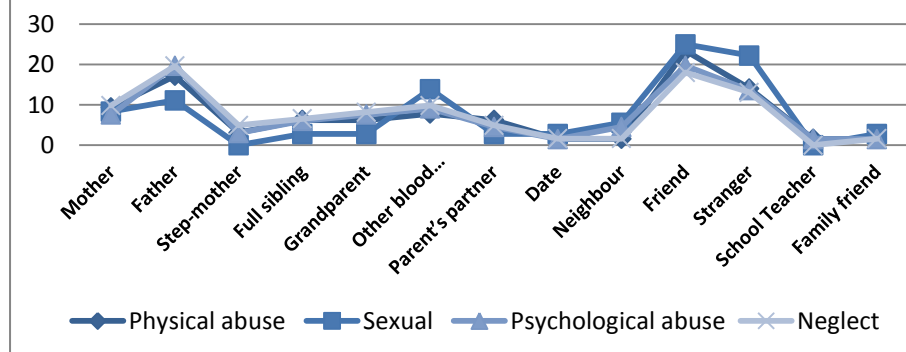 30
20
10
0
Mother
Father
Step-mother
Full sibling
Grandparent
Other blood…
Parent's partner
Date
Neighbour
Friend
Stranger
School Teacher
Family friend
Physical abuse
Sexual
Psychological abuse
Neglect